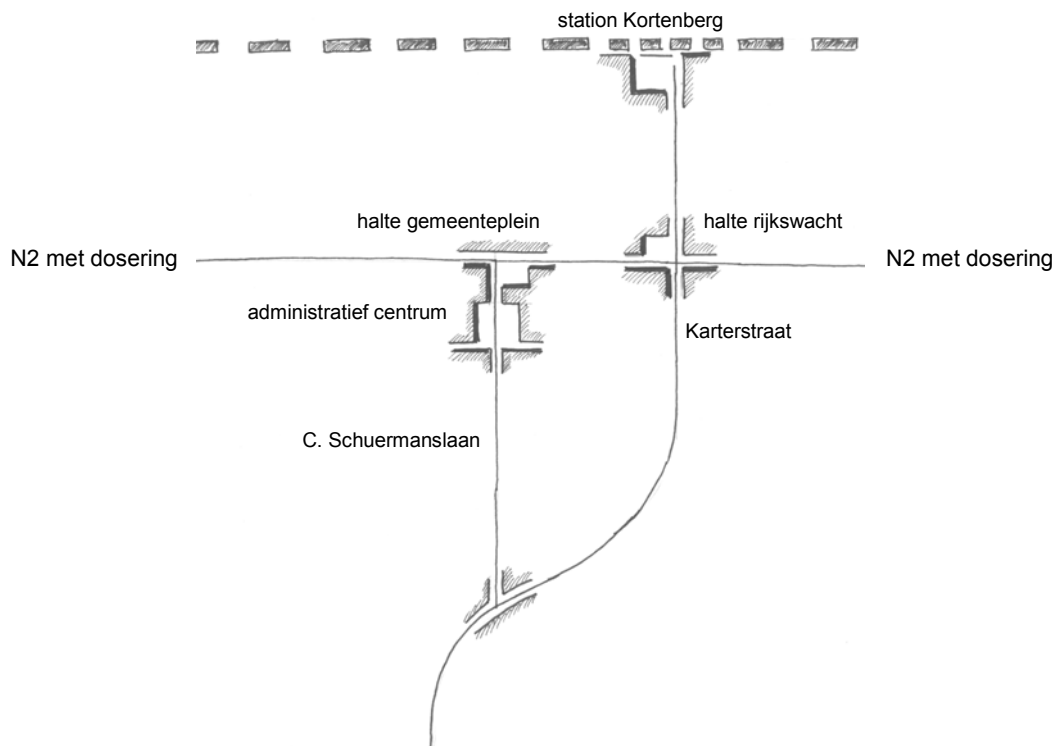 station Kortenberg
halte gemeenteplein
halte rijkswacht
N2 met dosering
N2 met dosering
administratief centrum
Karterstraat
C. Schuermanslaan